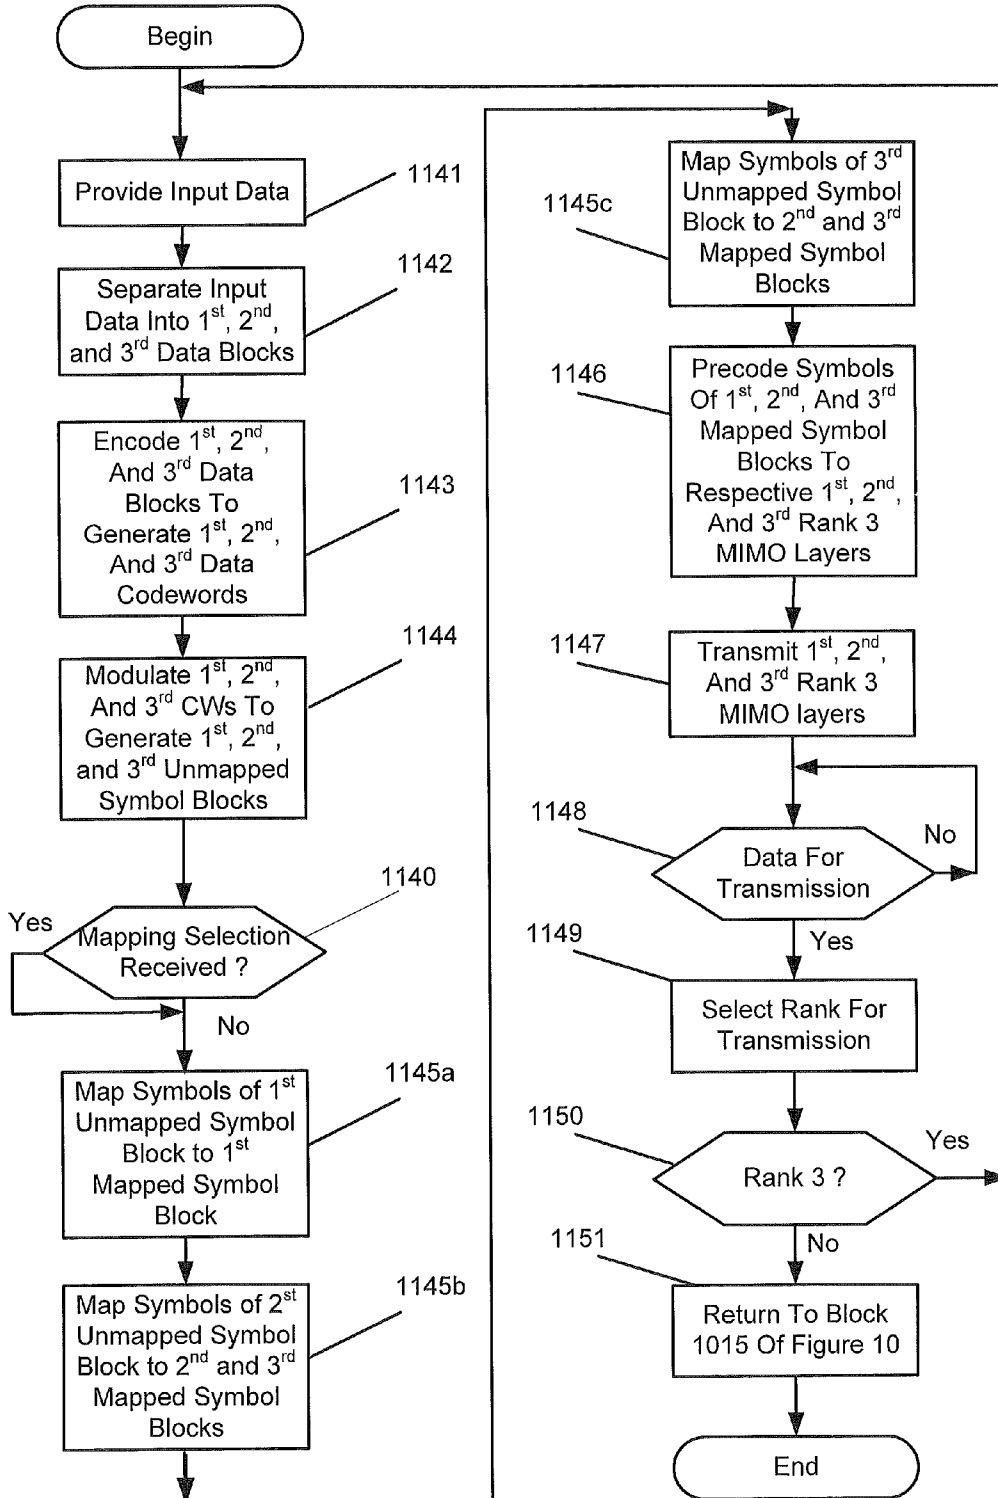 Begin
Provide Input Data
1141
Separate Input
Data Into 1st, 2nd,
and 3rd Data Blocks
1142
Encode 1st, 2nd,
And 3rd Data
Blocks To
Generate 1st, 2nd,
And 3rd Data
Codewords
1143
Modulate 1st, 2nd,
And 3rd CWs To
Generate 1st, 2nd,
and 3rd Unmapped
Symbol Blocks
1144
Mapping Selection
Received ?
1140
Yes
No
Map Symbols of 1st
Unmapped Symbol
Block to 1st
Mapped Symbol
Block
1145a
Map Symbols of 2st
Unmapped Symbol
Block to 2nd and 3rd
Mapped Symbol
Blocks
1145b
Map Symbols of 3rd
Unmapped Symbol
Block to 2nd and 3rd
Mapped Symbol
Blocks
1145c
Precode Symbols
Of 1st, 2nd, And 3rd
Mapped Symbol
Blocks To
Respective 1st, 2nd,
And 3rd Rank 3
MIMO Layers
1146
Transmit 1st, 2nd,
And 3rd Rank 3
MIMO layers
1147
Data For
Transmission
1148
No
Yes
Select Rank For
Transmission
1149
Rank 3 ?
1150
Yes
No
Return To Block
1015 Of Figure 10
1151
End